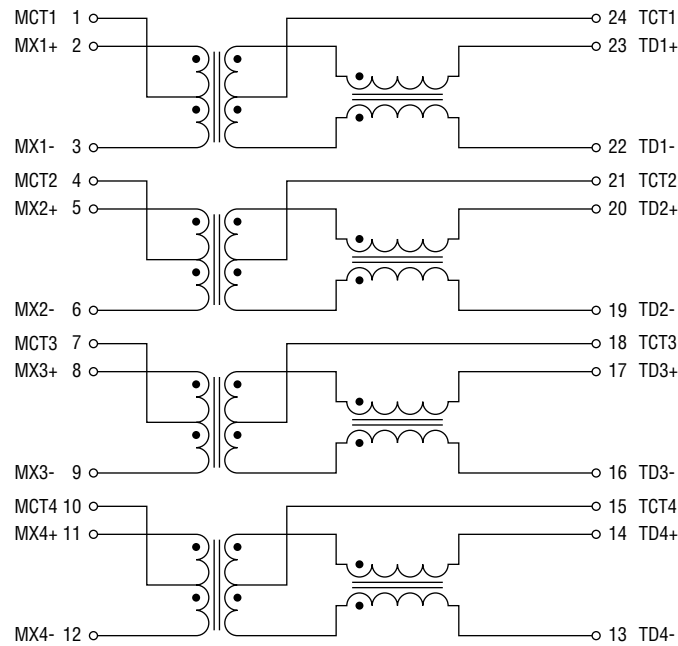 MCT1 1 24 TCT1
MX1+ 2 23 TD1+
MX1- 3 22 TD1-
MCT2 4 21 TCT2
MX2+ 5 20 TD2+
MX2- 6 19 TD2-
MCT3 7 18 TCT3
MX3+ 8 17 TD3+
MX3- 9 16 TD3-
MCT4 10 15 TCT4
MX4+ 11 14 TD4+
MX4- 12 13 TD4-